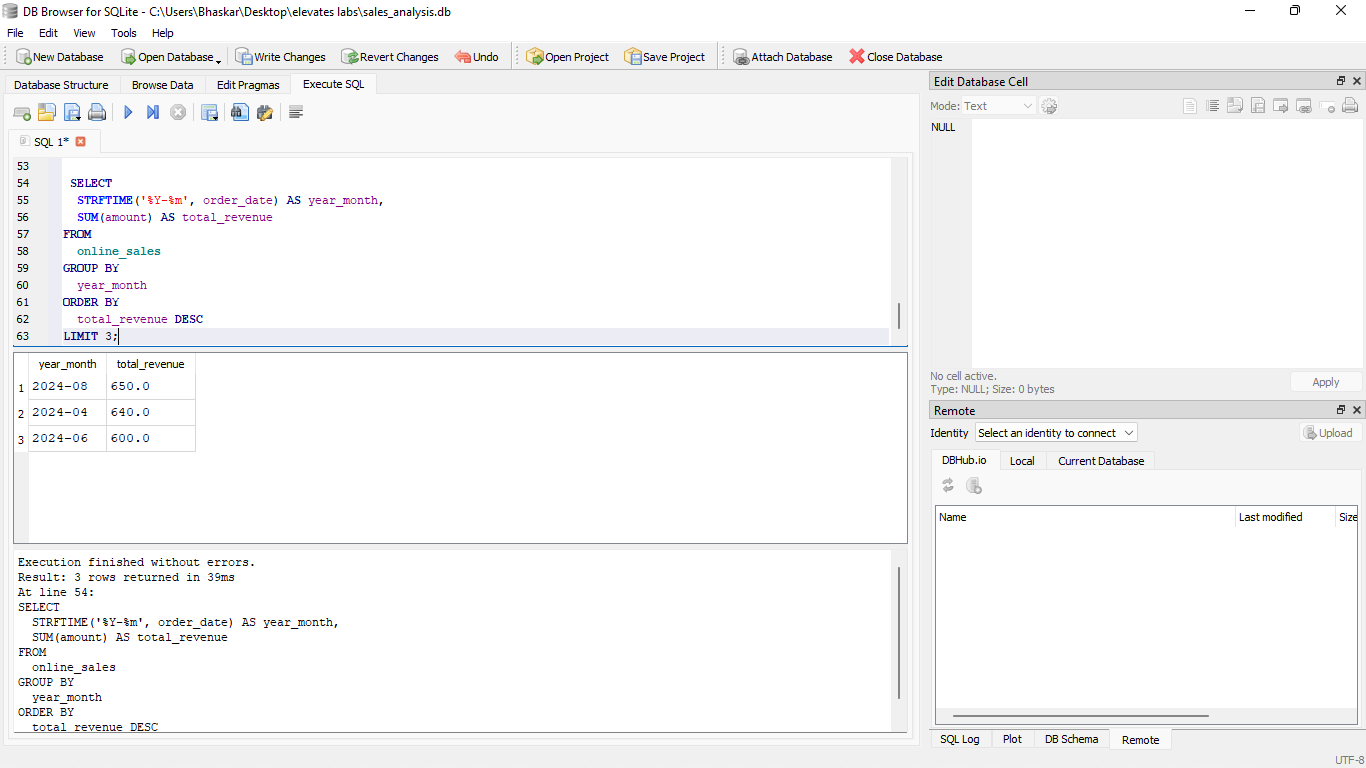 DB Browser for SQLite - C:\Users\Bhaskar\Desktop\elevates labs\sales_analysis.db
File Edit View Tools Help
New Database Open Database Write Changes Revert Changes Undo Open Project Save Project Attach Database Close Database
Database Structure Browse Data Edit Pragmas Execute SQL
SQL 1*
53
54 SELECT
55 STRFTIME('%Y-%m', order_date) AS year_month,
56 SUM(amount) AS total_revenue
57 FROM
58 online_sales
59 GROUP BY
60 year_month
61 ORDER BY
62 total_revenue DESC
63 LIMIT 3;
year_month total_revenue
1 2024-08 650.0
2 2024-04 640.0
3 2024-06 600.0
Execution finished without errors.
Result: 3 rows returned in 39ms
At line 54:
SELECT
STRFTIME('%Y-%m', order_date) AS year_month,
SUM(amount) AS total_revenue
FROM
online_sales
GROUP BY
year_month
ORDER BY
total_revenue DESC
Edit Database Cell
Mode: Text
NULL
No cell active.
Type: NULL; Size: 0 bytes
Apply
Remote
Identity Select an identity to connect Upload
DBHub.io Local Current Database
Name Last modified Size
SQL Log Plot DB Schema Remote
UTF-8